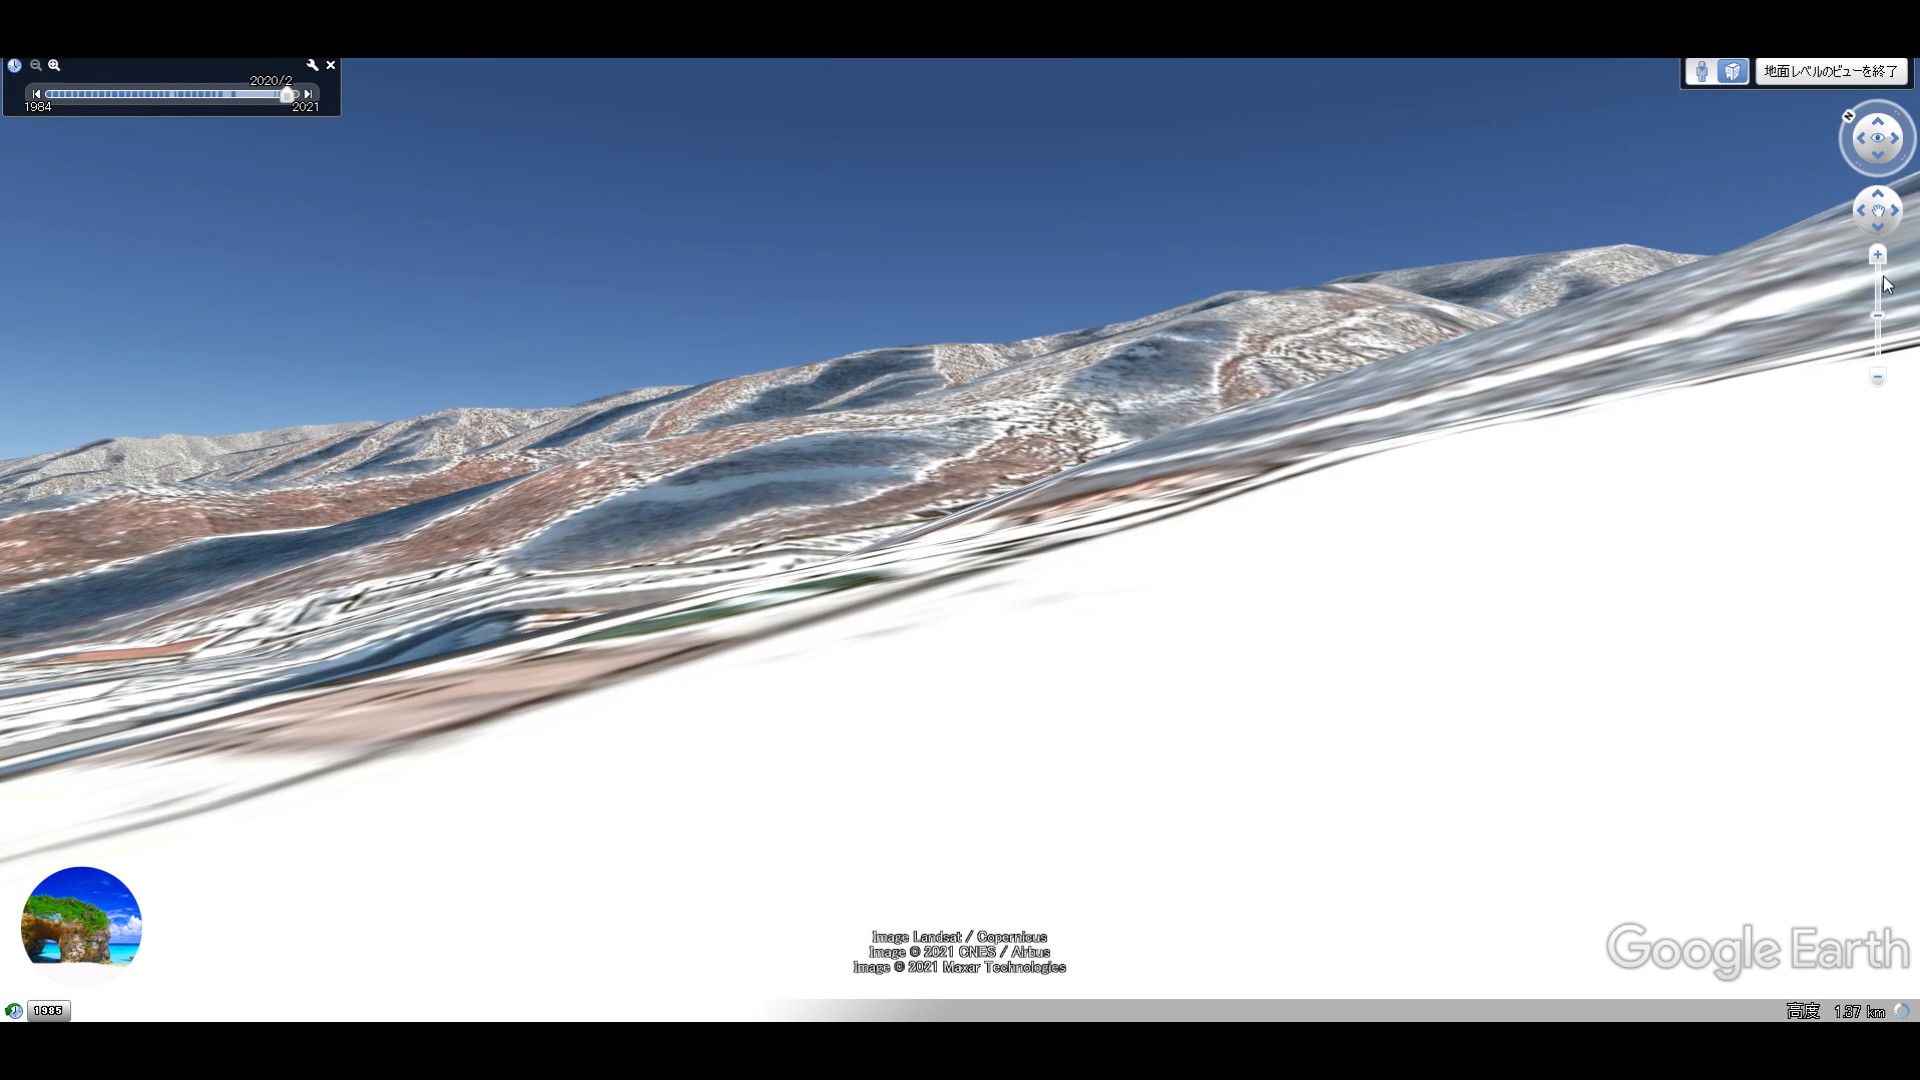 2020/2
1984
2021
地面レベルのビューを終了
N
Image Landsat / Copernicus
Image © 2021 CNES / Airbus
Image © 2021 Maxar Technologies
Google Earth
1985
高度 1.37 km